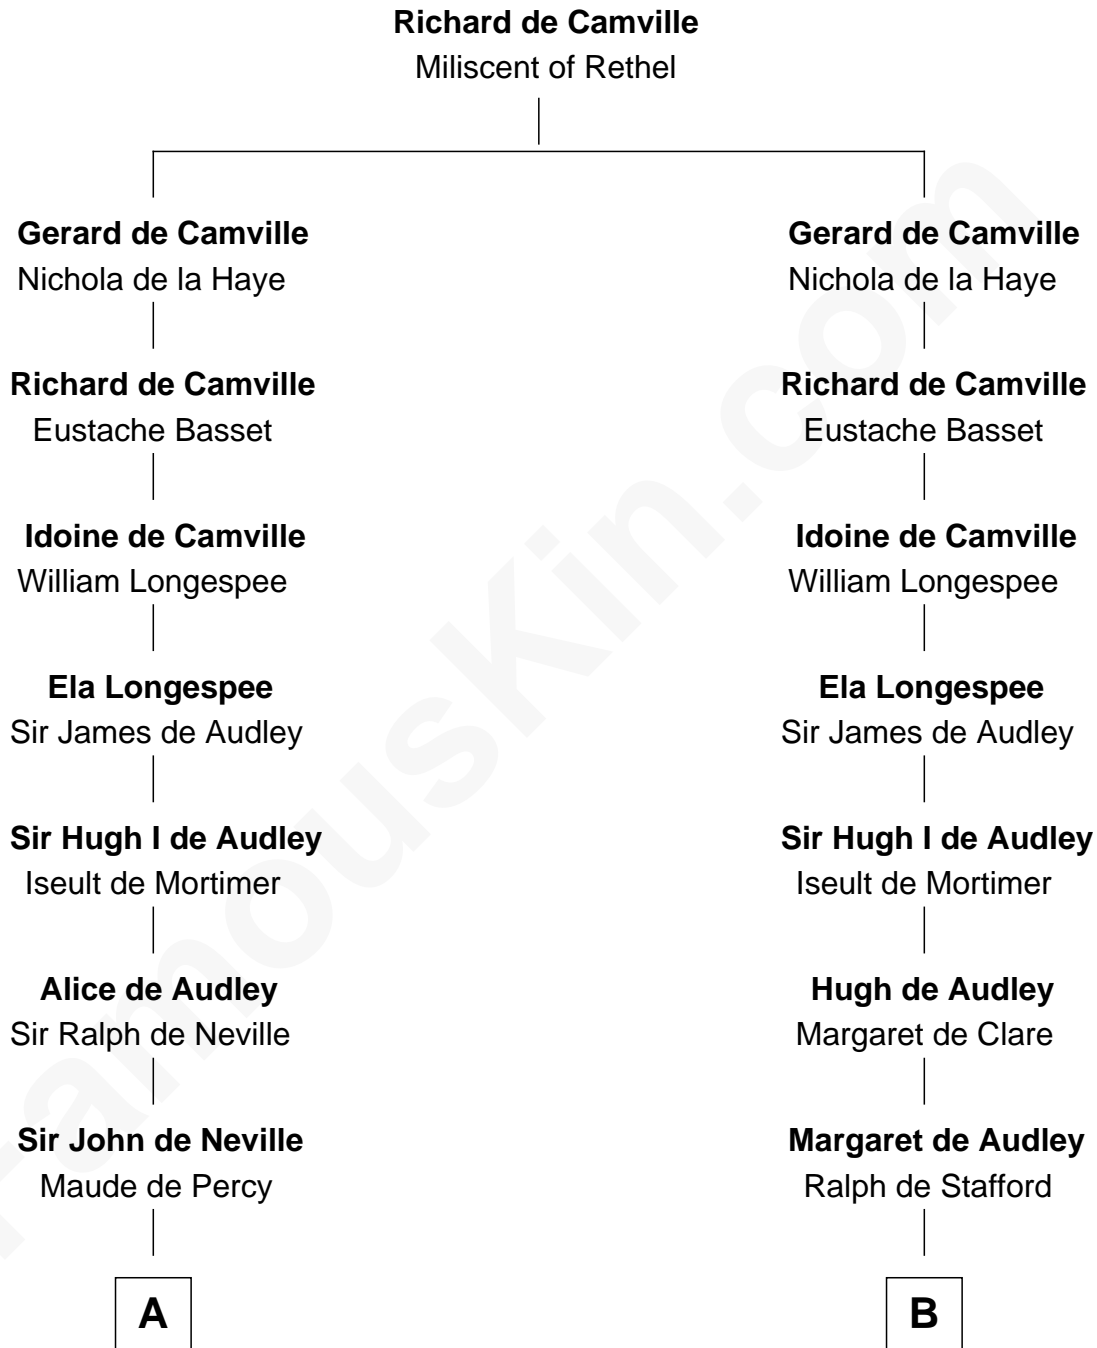 Richard de Camville
Miliscent of Rethel
Gerard de Camville
Nichola de la Haye
Richard de Camville
Eustache Basset
Idoine de Camville
William Longespee
Ela Longespee
Sir James de Audley
Sir Hugh I de Audley
Iseult de Mortimer
Alice de Audley
Sir Ralph de Neville
Sir John de Neville
Maude de Percy
A
Gerard de Camville
Nichola de la Haye
Richard de Camville
Eustache Basset
Idoine de Camville
William Longespee
Ela Longespee
Sir James de Audley
Sir Hugh I de Audley
Iseult de Mortimer
Hugh de Audley
Margaret de Clare
Margaret de Audley
Ralph de Stafford
B
FamousKin.com